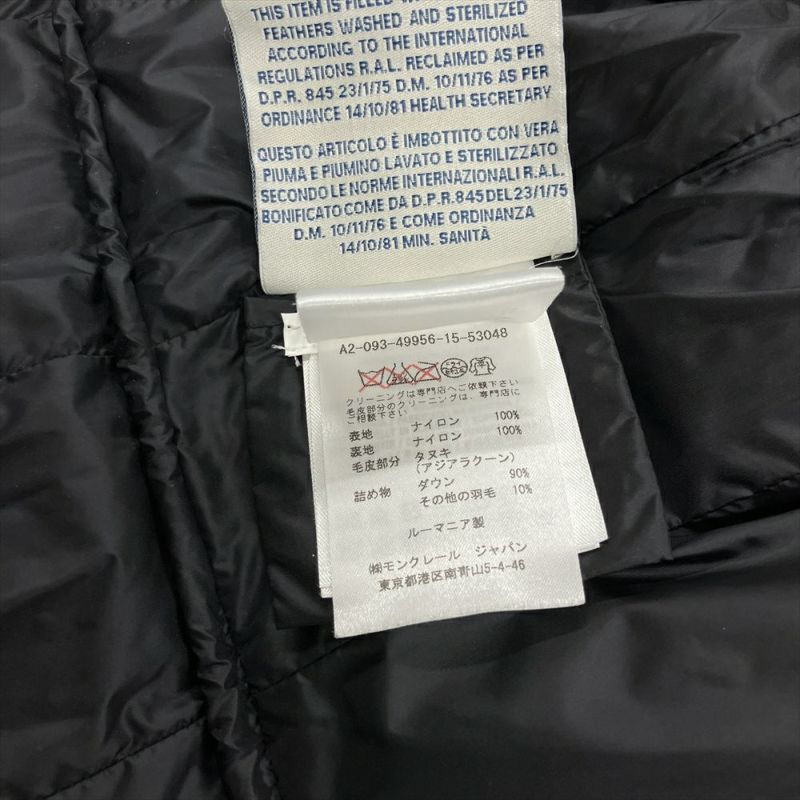 THIS ITEM IS FILLED
FEATHERS WASHED AND STERILIZED
ACCORDING TO THE INTERNATIONAL
REGULATIONS R.A.L. RECLAIMED AS PER
D.P.R. 845 23/1/75 D.M. 10/11/76 AS PER
ORDINANCE 14/10/81 HEALTH SECRETARY
QUESTO ARTICOLO È IMBOTTITO CON VERA
PIUMA E PIUMINO LAVATO E STERILIZZATO
SECONDO LE NORME INTERNAZIONALI R.A.L.
BONIFICATO COME DA D.P.R. 845 DEL 23/1/75
D.M. 10/11/76 E COME ORDINANZA
14/10/81 MIN. SANITÀ
A2-093-49956-15-53048
クリーニングは専門店へご依頼下さい
毛皮部分のクリーニングは、専門店に
ご相談下さい
表地 ナイロン 100%
裏地 ナイロン 100%
毛皮部分 タヌキ
(アジアラクーン)
詰め物 ダウン 90%
その他の羽毛 10%
ルーマニア製
㈱モンクレール ジャパン
東京都港区南青山5-4-46